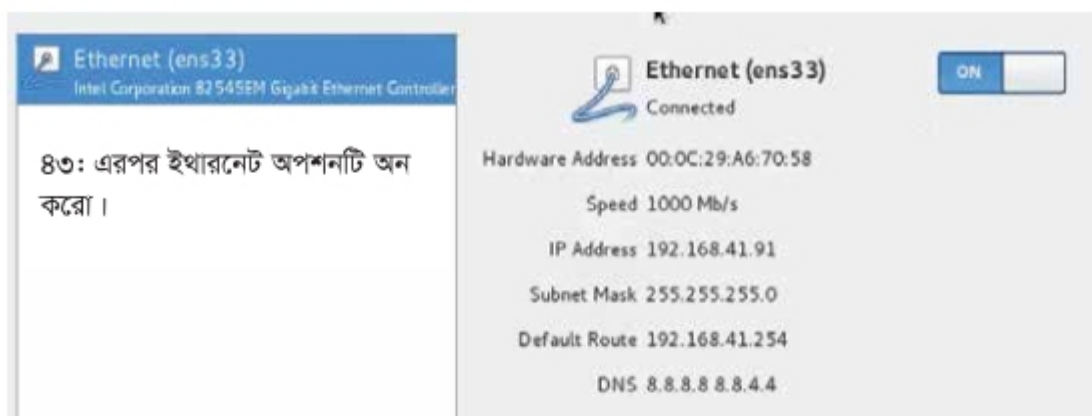 Ethernet (ens33)
Intel Corporation 82545EM Gigabit Ethernet Controller
৪৩: এরপর ইথারনেট অপশনটি অন
করো।
Ethernet (ens33)
Connected
ON
Hardware Address 00:0C:29:A6:70:58
Speed 1000 Mb/s
IP Address 192.168.41.91
Subnet Mask 255.255.255.0
Default Route 192.168.41.254
DNS 8.8.8.8 8.8.4.4